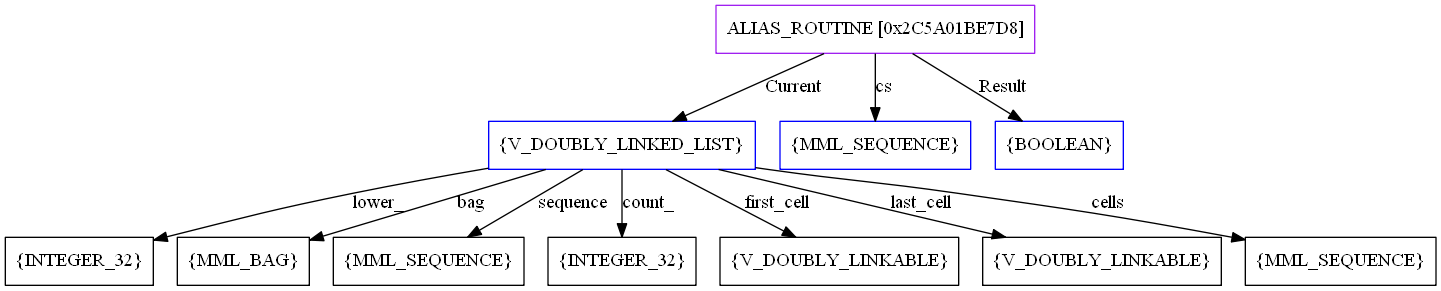 ALIAS_ROUTINE [0x2C5A01BE7D8]
Current
cs
Result
{V_DOUBLY_LINKED_LIST}
{MML_SEQUENCE}
{BOOLEAN}
lower_
bag
sequence
count_
first_cell
last_cell
cells
{INTEGER_32}
{MML_BAG}
{MML_SEQUENCE}
{INTEGER_32}
{V_DOUBLY_LINKABLE}
{V_DOUBLY_LINKABLE}
{MML_SEQUENCE}